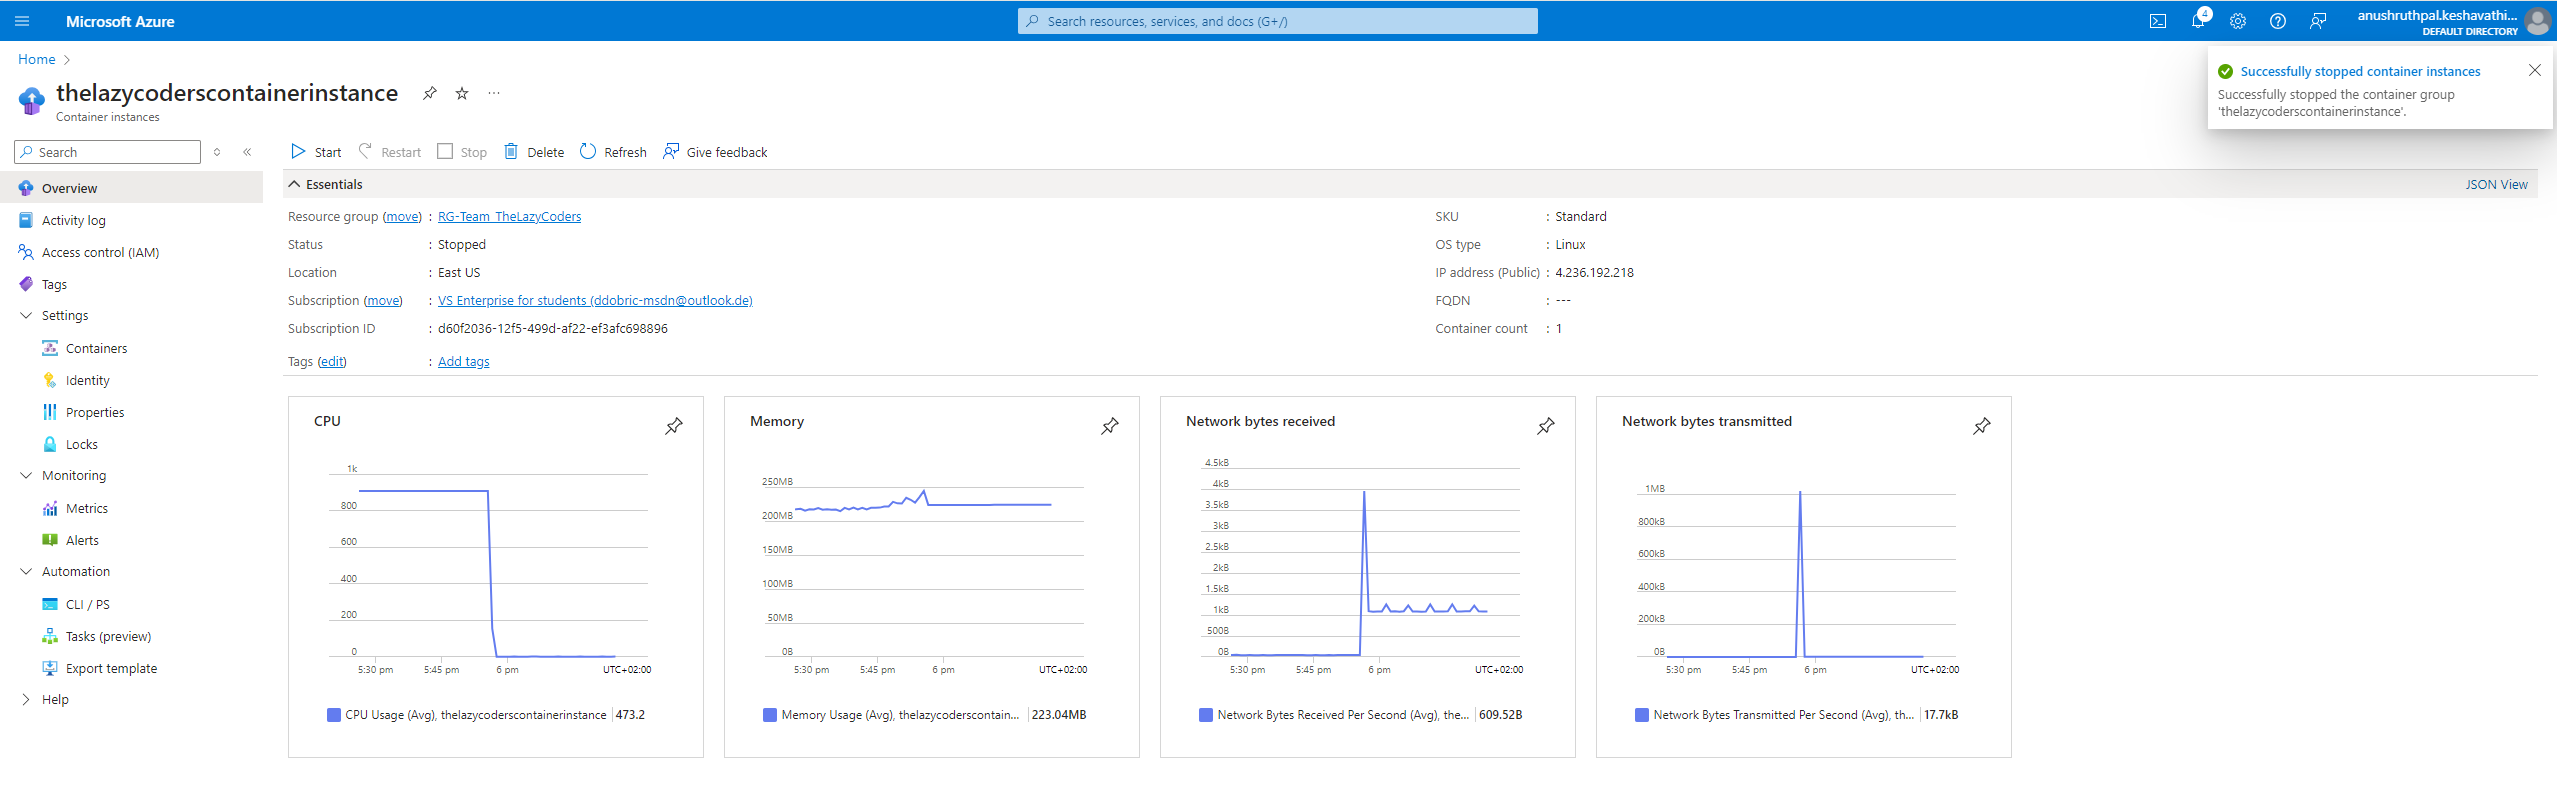 Microsoft Azure
Search resources, services, and docs (G+/)
4
anushruthpal.keshavathi...
DEFAULT DIRECTORY
Home
Successfully stopped container instances
Successfully stopped the container group
'thelazycoderscontainerinstance'.
thelazycoderscontainerinstance
Container instances
Search
Start
Restart
Stop
Delete
Refresh
Give feedback
Overview
Activity log
Access control (IAM)
Tags
Settings
Containers
Identity
Properties
Locks
Monitoring
Metrics
Alerts
Automation
CLI / PS
Tasks (preview)
Export template
Help
Essentials
JSON View
Resource group (move) : RG-Team_TheLazyCoders
Status : Stopped
Location : East US
Subscription (move) : VS Enterprise for students (ddobric-msdn@outlook.de)
Subscription ID : d60f2036-12f5-499d-af22-ef3afc698896
Tags (edit) : Add tags
SKU : Standard
OS type : Linux
IP address (Public) : 4.236.192.218
FQDN : ---
Container count : 1
CPU
1k
800
600
400
200
0
5:30 pm 5:45 pm 6 pm UTC+02:00
CPU Usage (Avg), thelazycoderscontainerinstance 473.2
Memory
250MB
200MB
150MB
100MB
50MB
0B
5:30 pm 5:45 pm 6 pm UTC+02:00
Memory Usage (Avg), thelazycoderscontain... 223.04MB
Network bytes received
4.5kB
4kB
3.5kB
3kB
2.5kB
2kB
1.5kB
1kB
500B
0B
5:30 pm 5:45 pm 6 pm UTC+02:00
Network Bytes Received Per Second (Avg), the... 609.52B
Network bytes transmitted
1MB
800kB
600kB
400kB
200kB
0B
5:30 pm 5:45 pm 6 pm UTC+02:00
Network Bytes Transmitted Per Second (Avg), th... 17.7kB